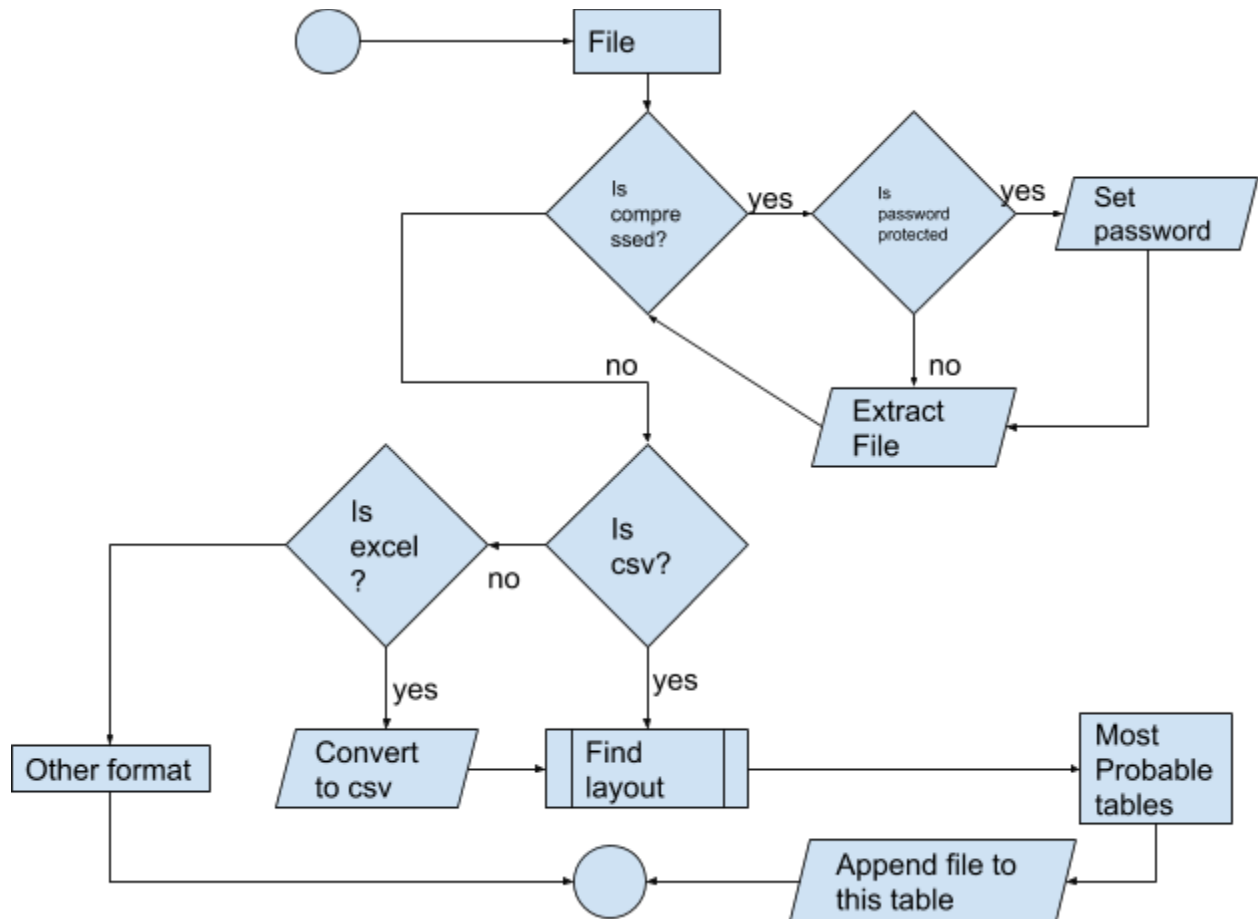 File
Is
compre
ssed?
yes
Is
password
protected
yes
Set
password
no
no
Extract
File
Is
excel
?
no
Is
csv?
yes
yes
Other format
Convert
to csv
Find
layout
Most
Probable
tables
Append file to
this table